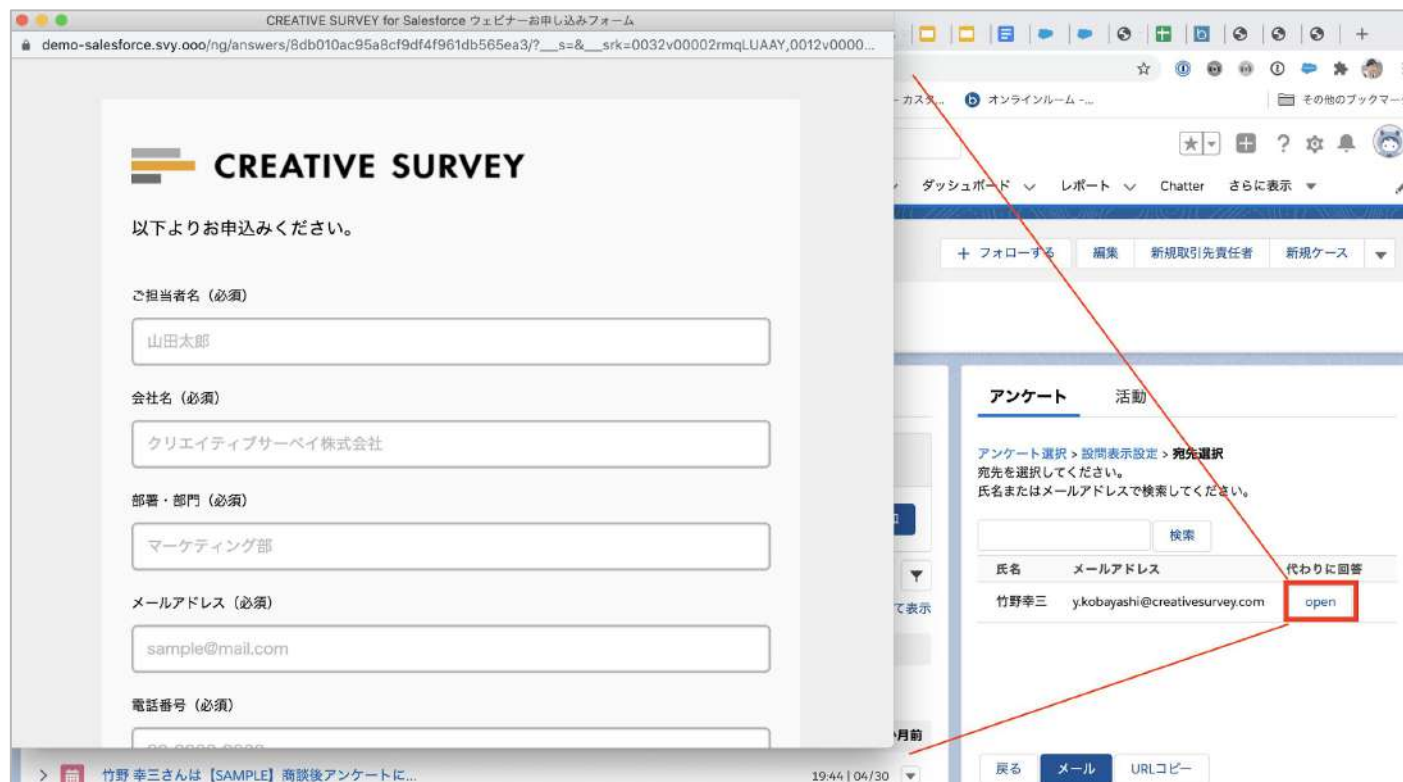 CREATIVE SURVEY for Salesforce ウェビナーお申し込みフォーム
demo-salesforce.svy.ooo/ng/answers/8db010ac95a8cf9df4f961db565ea3/?__s=&__srk=0032v00002rmqLUAAY,0012v0000...
CREATIVE SURVEY
以下よりお申込みください。
ご担当者名（必須）
山田太郎
会社名（必須）
クリエイティブサーベイ株式会社
部署・部門（必須）
マーケティング部
メールアドレス（必須）
sample@mail.com
電話番号（必須）
竹野 幸三さんは【SAMPLE】商談後アンケートに...
19:44 | 04/30
- カスタ...
オンラインルーム -...
その他のブックマーク
ダッシュボード
レポート
Chatter
さらに表示
+ フォローする
編集
新規取引先責任者
新規ケース
て表示
月前
アンケート
活動
アンケート選択 > 設問表示設定 > 宛先選択
宛先を選択してください。
氏名またはメールアドレスで検索してください。
検索
氏名 メールアドレス 代わりに回答
竹野幸三 y.kobayashi@creativesurvey.com open
戻る
メール
URLコピー